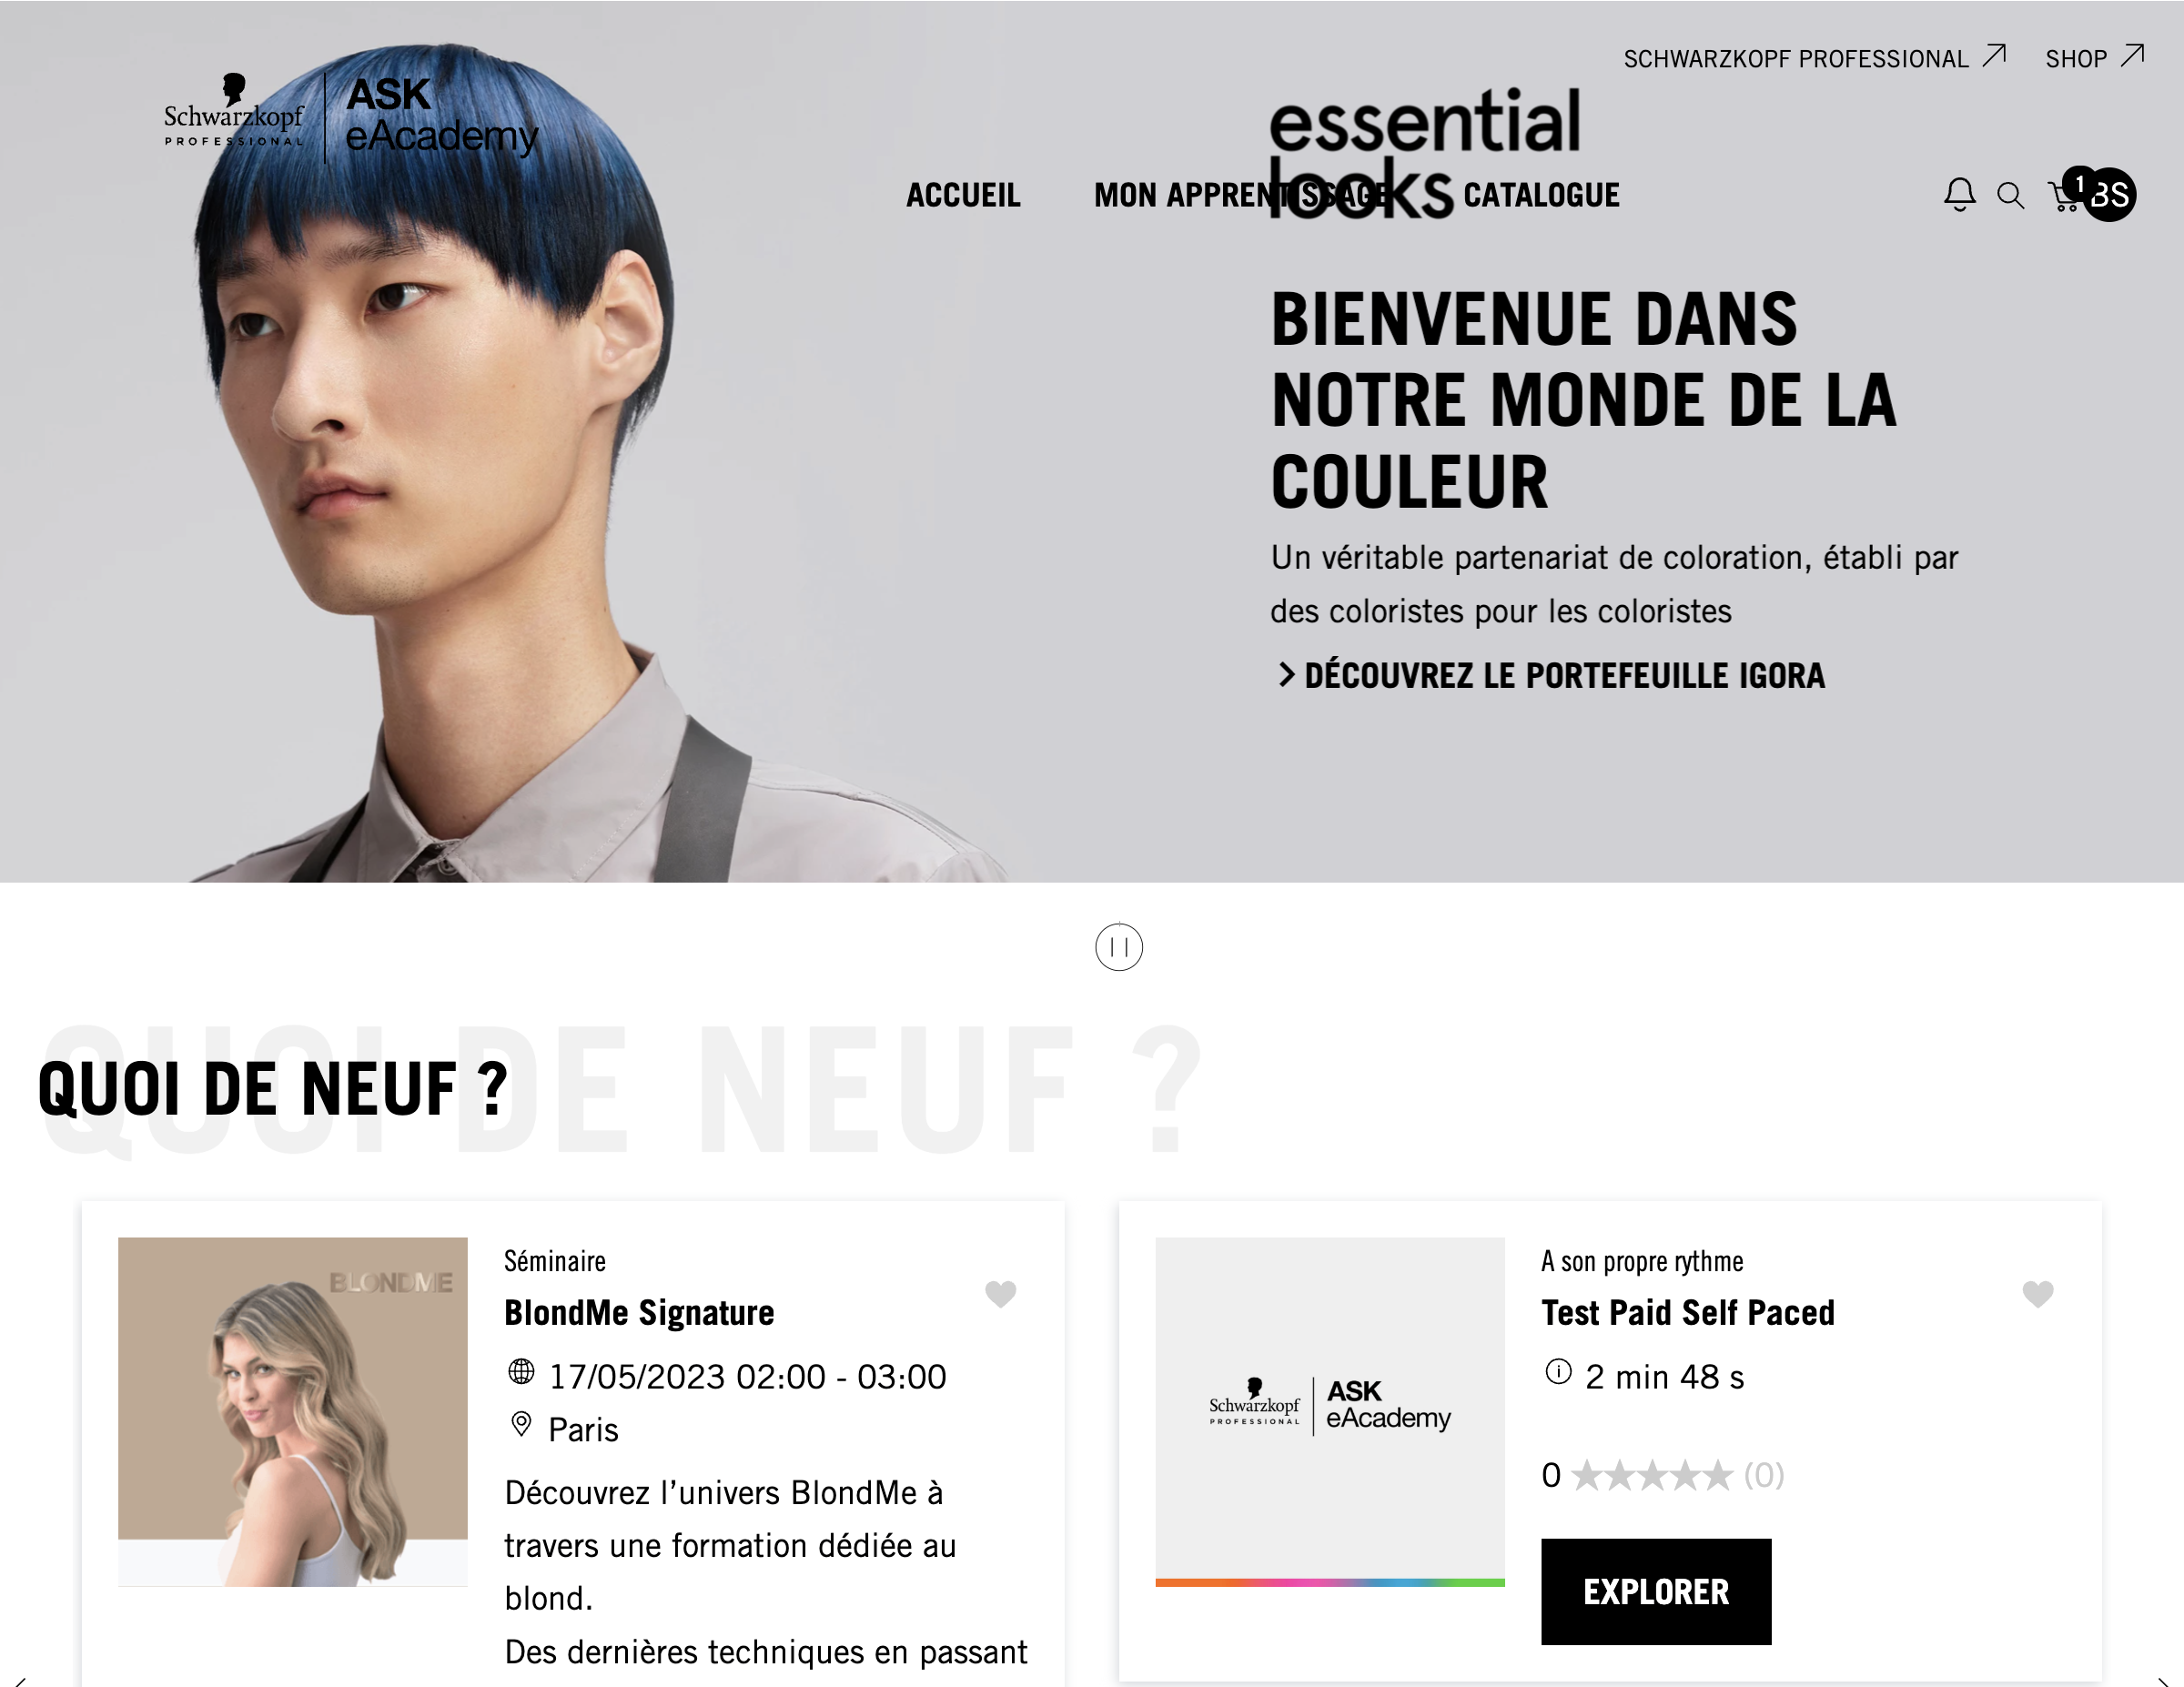 SCHWARZKOPF PROFESSIONAL
SHOP
Schwarzkopf
PROFESSIONAL
ASK
eAcademy
essential
looks
ACCUEIL
MON APPRENTISSAGE
CATALOGUE
1
BS
BIENVENUE DANS
NOTRE MONDE DE LA
COULEUR
Un véritable partenariat de coloration, établi par
des coloristes pour les coloristes
DÉCOUVREZ LE PORTEFEUILLE IGORA
QUOI DE NEUF ?
QUOI DE NEUF ?
BLONDME
Séminaire
BlondMe Signature
17/05/2023 02:00 - 03:00
Paris
Découvrez l’univers BlondMe à
travers une formation dédiée au
blond.
Des dernières techniques en passant
Schwarzkopf
PROFESSIONAL
ASK
eAcademy
A son propre rythme
Test Paid Self Paced
2 min 48 s
0 ★★★★★ (0)
EXPLORER